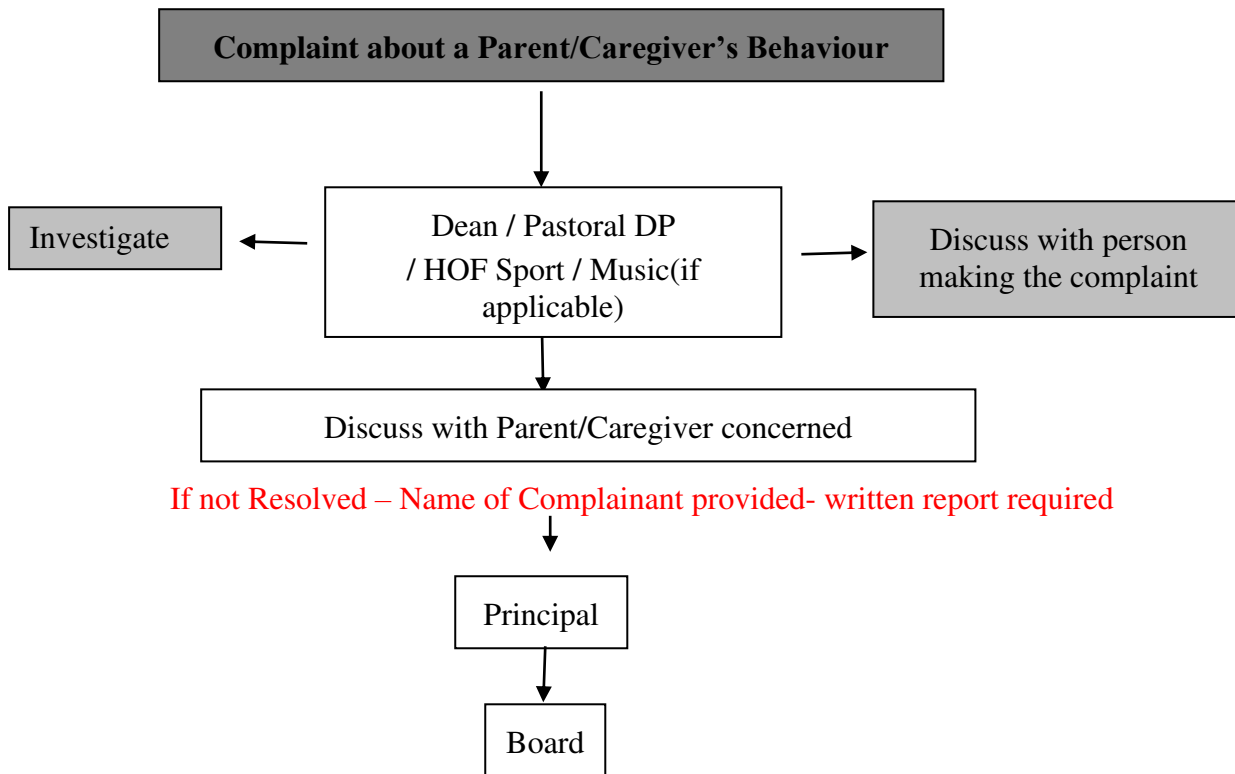 Complaint about a Parent/Caregiver’s Behaviour
Investigate
Dean / Pastoral DP
/ HOF Sport / Music(if
applicable)
Discuss with person
making the complaint
Discuss with Parent/Caregiver concerned
If not Resolved – Name of Complainant provided- written report required
Principal
Board